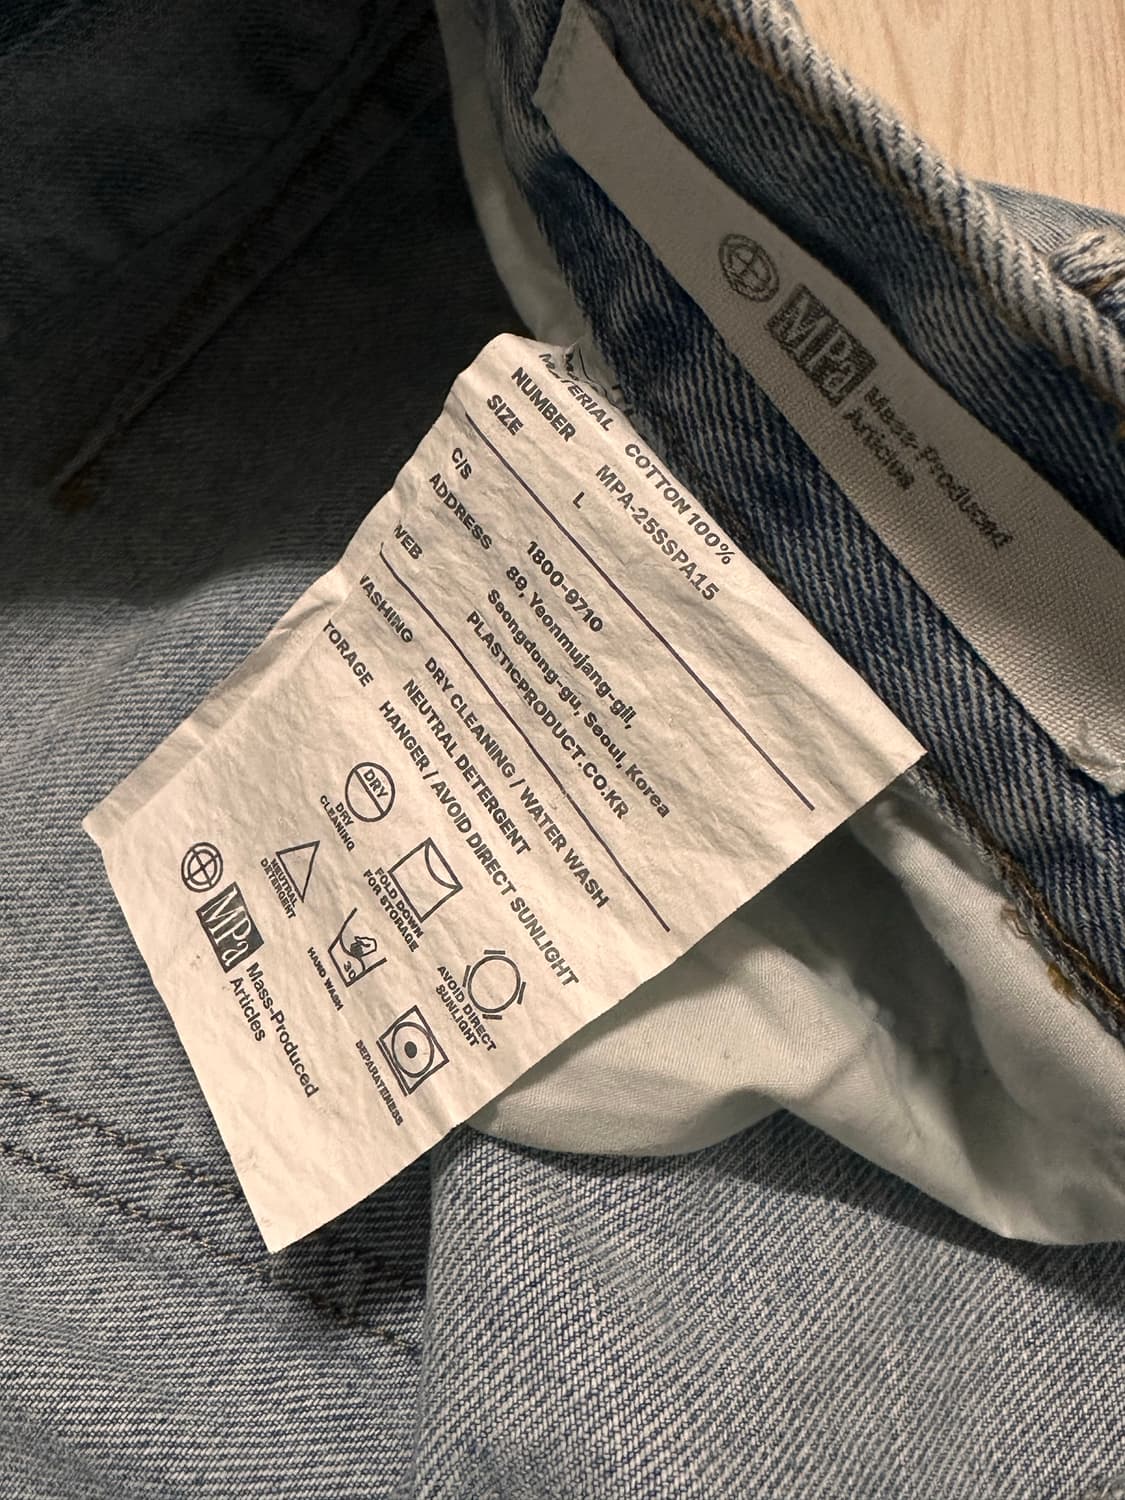 MPa Mass-Produced
Articles
MATERIAL COTTON 100%
NUMBER MPA-25SSPA15
SIZE L
C/S 1800-9710
ADDRESS 89, Yeonmujang-gil,
Seongdong-gu, Seoul, Korea
WEB PLASTICPRODUCT.CO.KR
WASHING DRY CLEANING / WATER WASH
NEUTRAL DETERGENT
TORAGE HANGER / AVOID DIRECT SUNLIGHT
DRY
DRY
CLEANING
FOLD DOWN
FOR STORAGE
AVOID DIRECT
SUNLIGHT
NEUTRAL
DETERGENT
30
HAND WASH
SEPARATENESS
MPa Mass-Produced
Articles